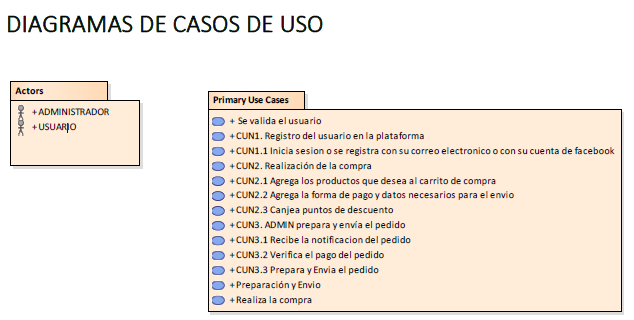 DIAGRAMAS DE CASOS DE USO
Actors
+ ADMINISTRADOR
+ USUARIO
Primary Use Cases
+ Se valida el usuario
+ CUN1. Registro del usuario en la plataforma
+ CUN1.1 Inicia sesion o se registra con su correo electronico o con su cuenta de facebook
+ CUN2. Realización de la compra
+ CUN2.1 Agrega los productos que desea al carrito de compra
+ CUN2.2 Agrega la forma de pago y datos necesarios para el envio
+ CUN2.3 Canjea puntos de descuento
+ CUN3. ADMIN prepara y envía el pedido
+ CUN3.1 Recibe la notificacion del pedido
+ CUN3.2 Verifica el pago del pedido
+ CUN3.3 Prepara y Envia el pedido
+ Preparación y Envio
+ Realiza la compra